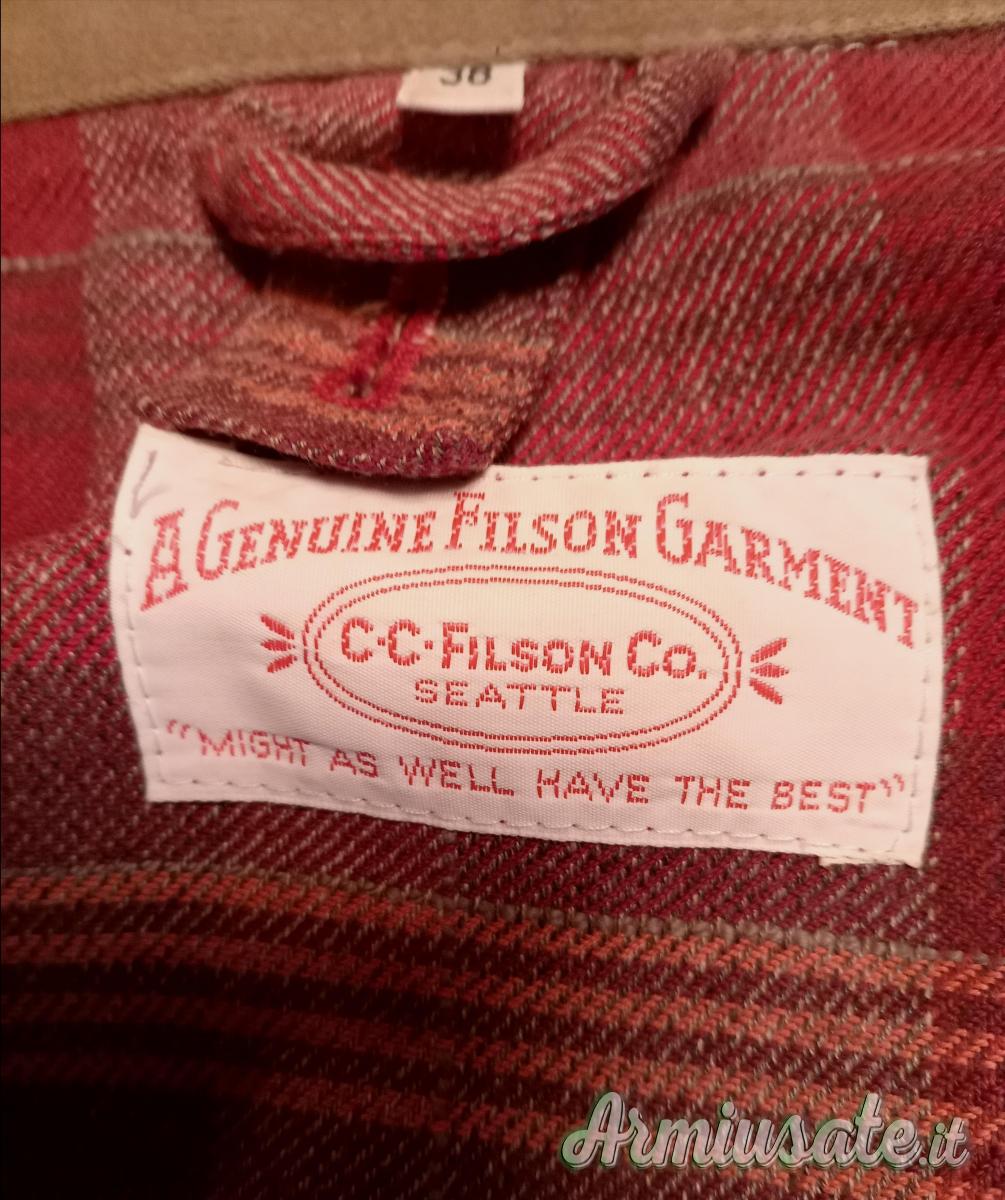 38
A GENUINE FILSON GARMENT
C·C·FILSON CO.
SEATTLE
"MIGHT AS WELL HAVE THE BEST"
Armiusate.it